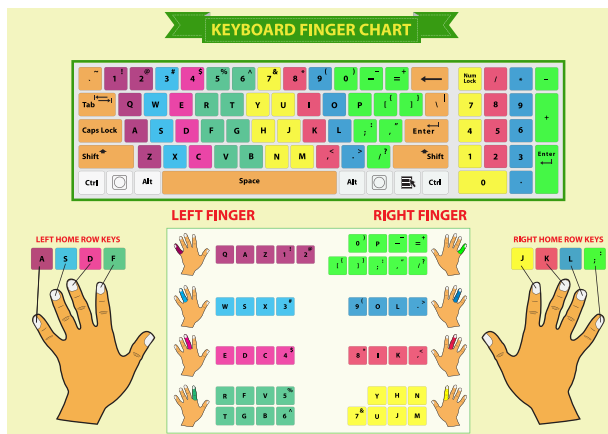 KEYBOARD FINGER CHART
. ~ 1 ! 2 @ 3 # 4 $ 5 % 6 ^ 7 & 8 * 9 ( 0 ) - – = + Num Lock / * –
Tab Q W E R T Y U I O P [ { ] } \ | 7 8 9 +
Caps Lock A S D F G H J K L ; : , " Enter 4 5 6
Shift Z X C V B N M , < . > / ? Shift 1 2 3 Enter
Ctrl Alt Space Alt Ctrl 0 .
LEFT FINGER RIGHT FINGER
LEFT HOME ROW KEYS
A S D F
RIGHT HOME ROW KEYS
J K L ; :
Q A Z 1 ! 2 #
0 ) P – – = +
[ { ] } ; : , " / ?
W S X 3 #
9 ( O L . >
E D C 4 $
8 * I K , <
R F V 5 %
T G B 6 ^
Y H N
7 & U J M